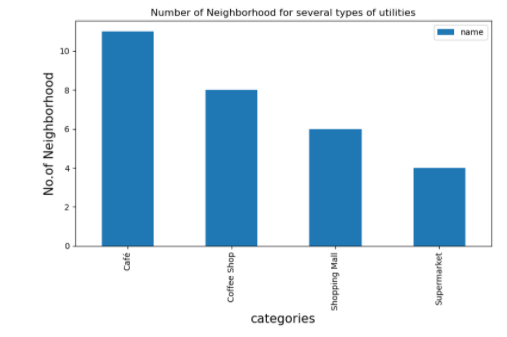 Number of Neighborhood for several types of utilities
name
No.of Neighborhood
10
8
6
4
2
0
Café
Coffee Shop
Shopping Mall
Supermarket
categories